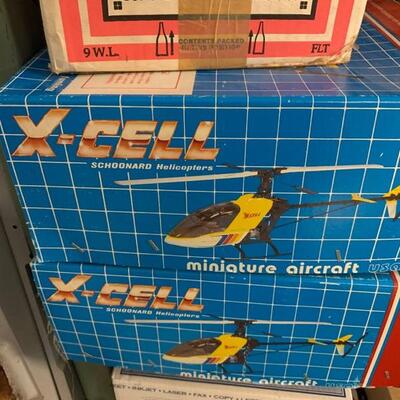 9 W.L.
CONTENTS PACKED
FLT
X-CELL
SCHOONARD Helicopters
X-CELL
miniature aircraft usa
X-CELL
SCHOONARD Helicopters
miniature aircraft
INKJET • LASER • FAX • COPY •